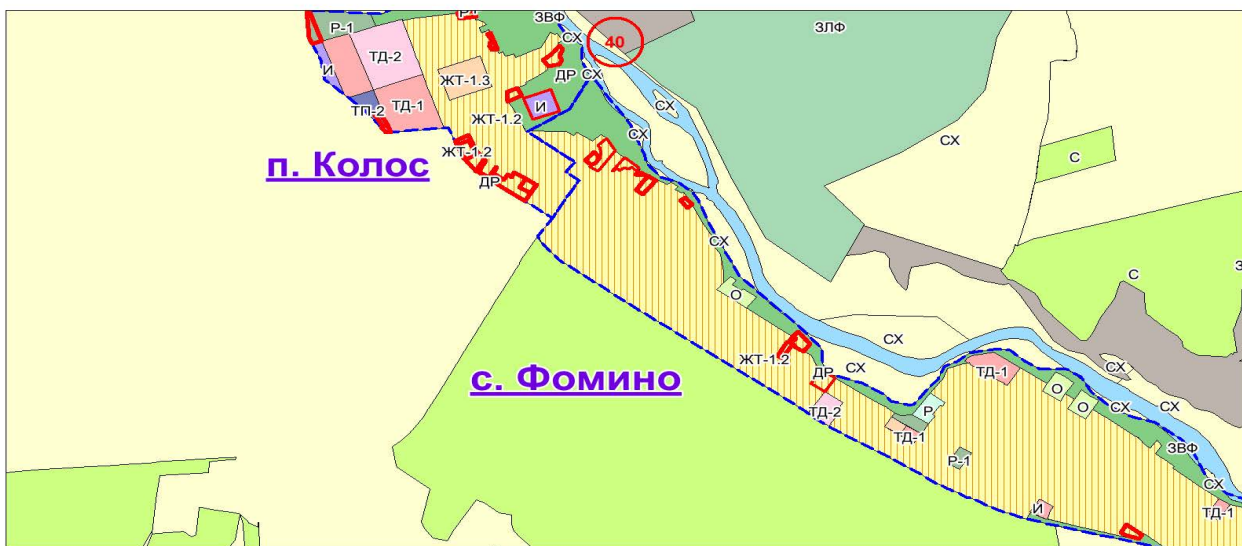 Р-1
ЗВФ
СХ
40
ЗЛФ
ТД-2
И
ЖТ-1.3
ДР
СХ
СХ
ТП-2
ТД-1
И
ЖТ-1.2
СХ
СХ
ЖТ-1.2
С
п. Колос
ДР
СХ
С
О
СХ
ЖТ-1.2
ДР
СХ
ТД-1
СХ
с. Фомино
О
О
СХ
СХ
ТД-2
Р
ТД-1
ЗВФ
Р-1
СХ
И
ТД-1